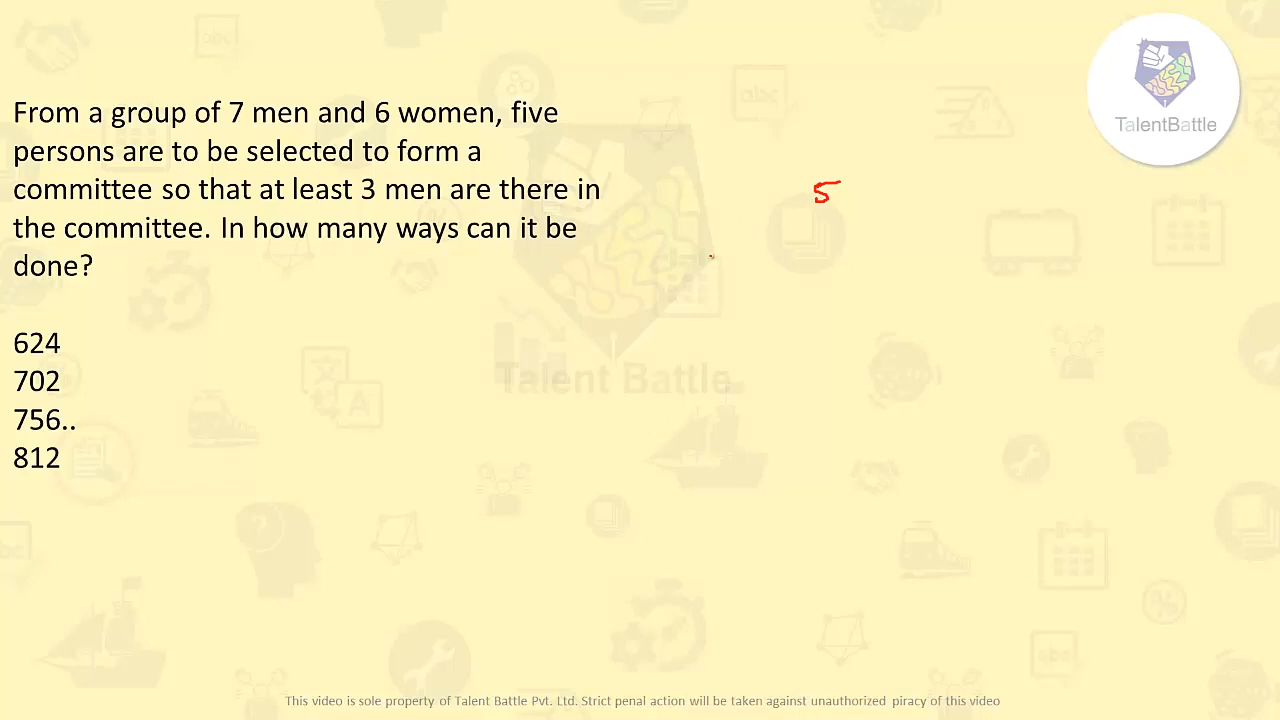 From a group of 7 men and 6 women, five
persons are to be selected to form a
committee so that at least 3 men are there in
the committee. In how many ways can it be
done?
624
702
756..
812
5
TalentBattle
Talent Battle
This video is sole property of Talent Battle Pvt. Ltd. Strict penal action will be taken against unauthorized piracy of this video